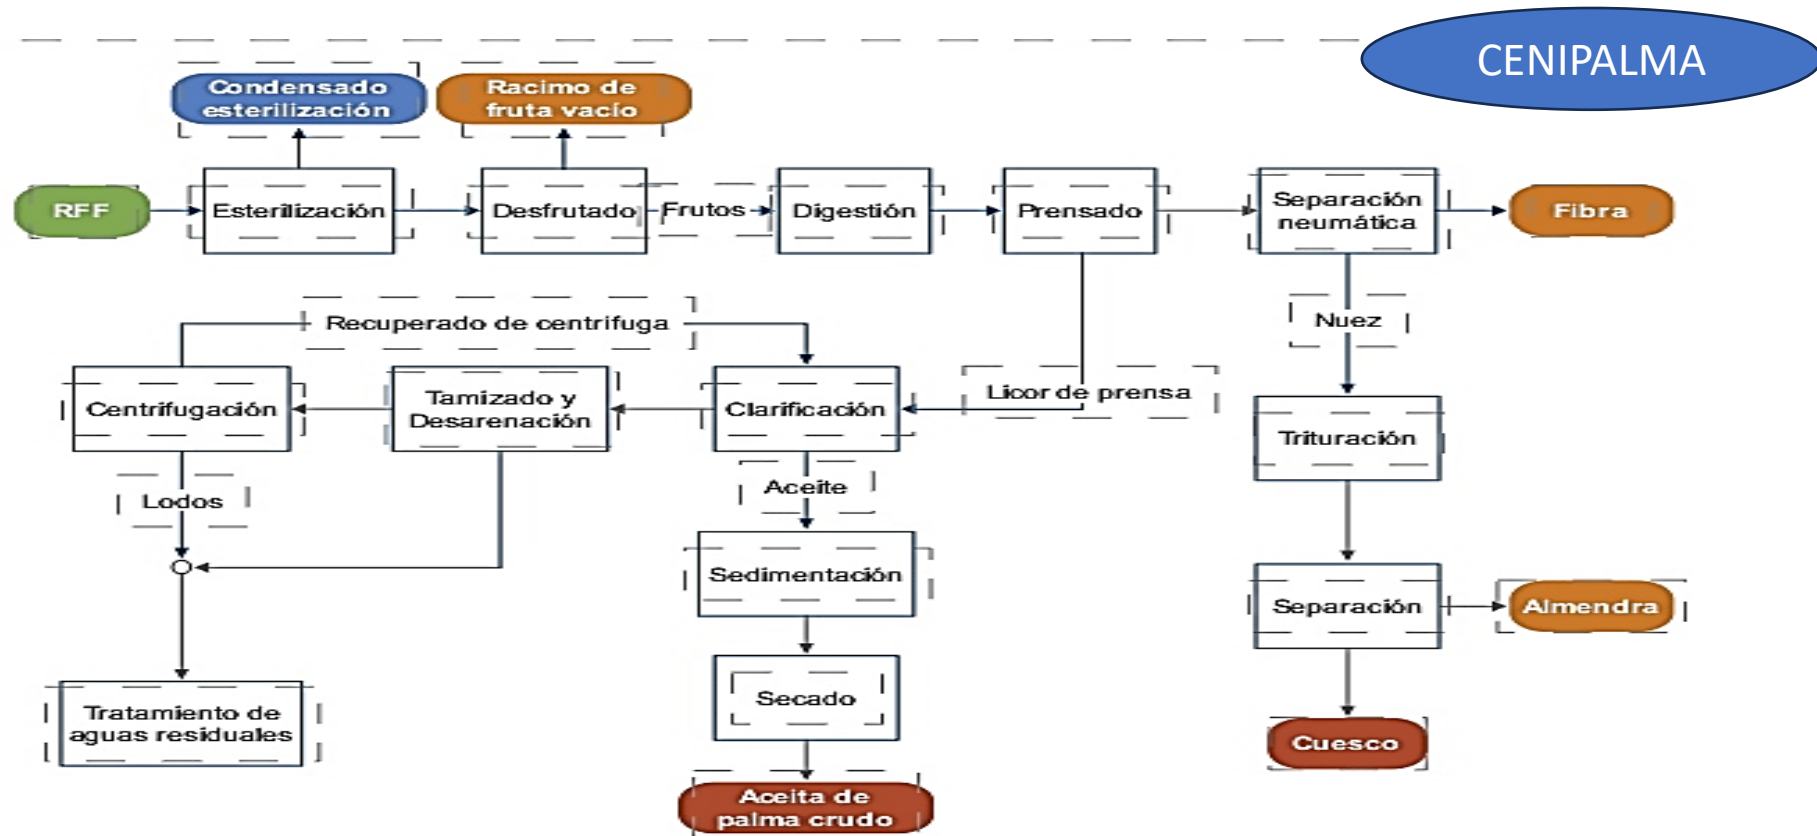 CENIPALMA
Condensado
esterilización
Racimo de
fruta vacío
RFF
Esterilización
Desfrutado
Frutos
Digestión
Prensado
Separación
neumática
Fibra
Recuperado de centrífuga
Nuez
Licor de prensa
Centrifugación
Tamizado y
Desarenación
Clarificación
Trituración
Lodos
Aceite
Sedimentación
Separación
Almendra
Tratamiento de
aguas residuales
Secado
Cuesco
Aceita de
palma crudo